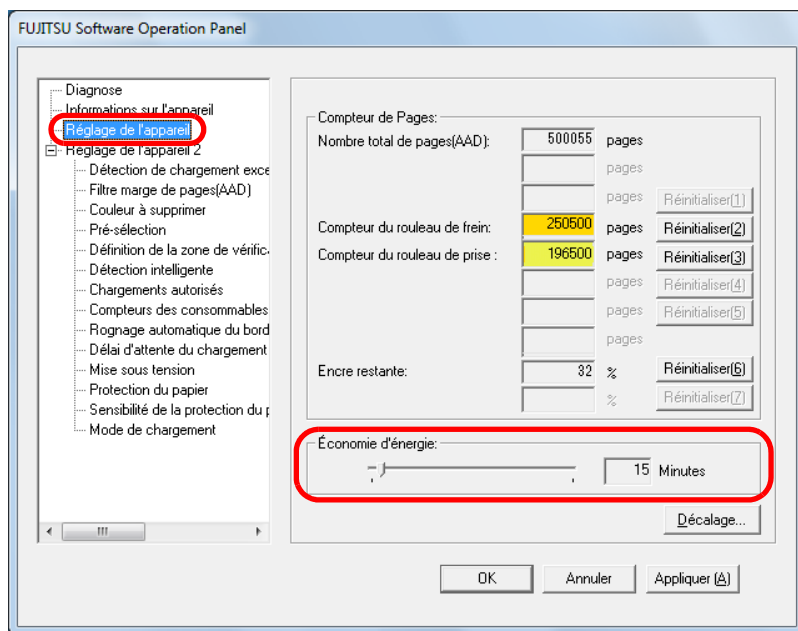 FUJITSU Software Operation Panel
Diagnose
Informations sur l'appareil
Réglage de l'appareil
Réglage de l'appareil 2
Détection de chargement exce
Filtre marge de pages(AAD)
Couleur à supprimer
Pré-sélection
Définition de la zone de vérific
Détection intelligente
Chargements autorisés
Compteurs des consommables
Rognage automatique du bord
Délai d'attente du chargement
Mise sous tension
Protection du papier
Sensibilité de la protection du p
Mode de chargement
Compteur de Pages:
Nombre total de pages(AAD): 500055 pages
pages
pages Réinitialiser(1)
Compteur du rouleau de frein: 250500 pages Réinitialiser(2)
Compteur du rouleau de prise : 196500 pages Réinitialiser(3)
pages Réinitialiser(4)
pages Réinitialiser(5)
pages
Encre restante: 32 % Réinitialiser(6)
% Réinitialiser(7)
Économie d'énergie:
15 Minutes
Décalage...
OK Annuler Appliquer (A)